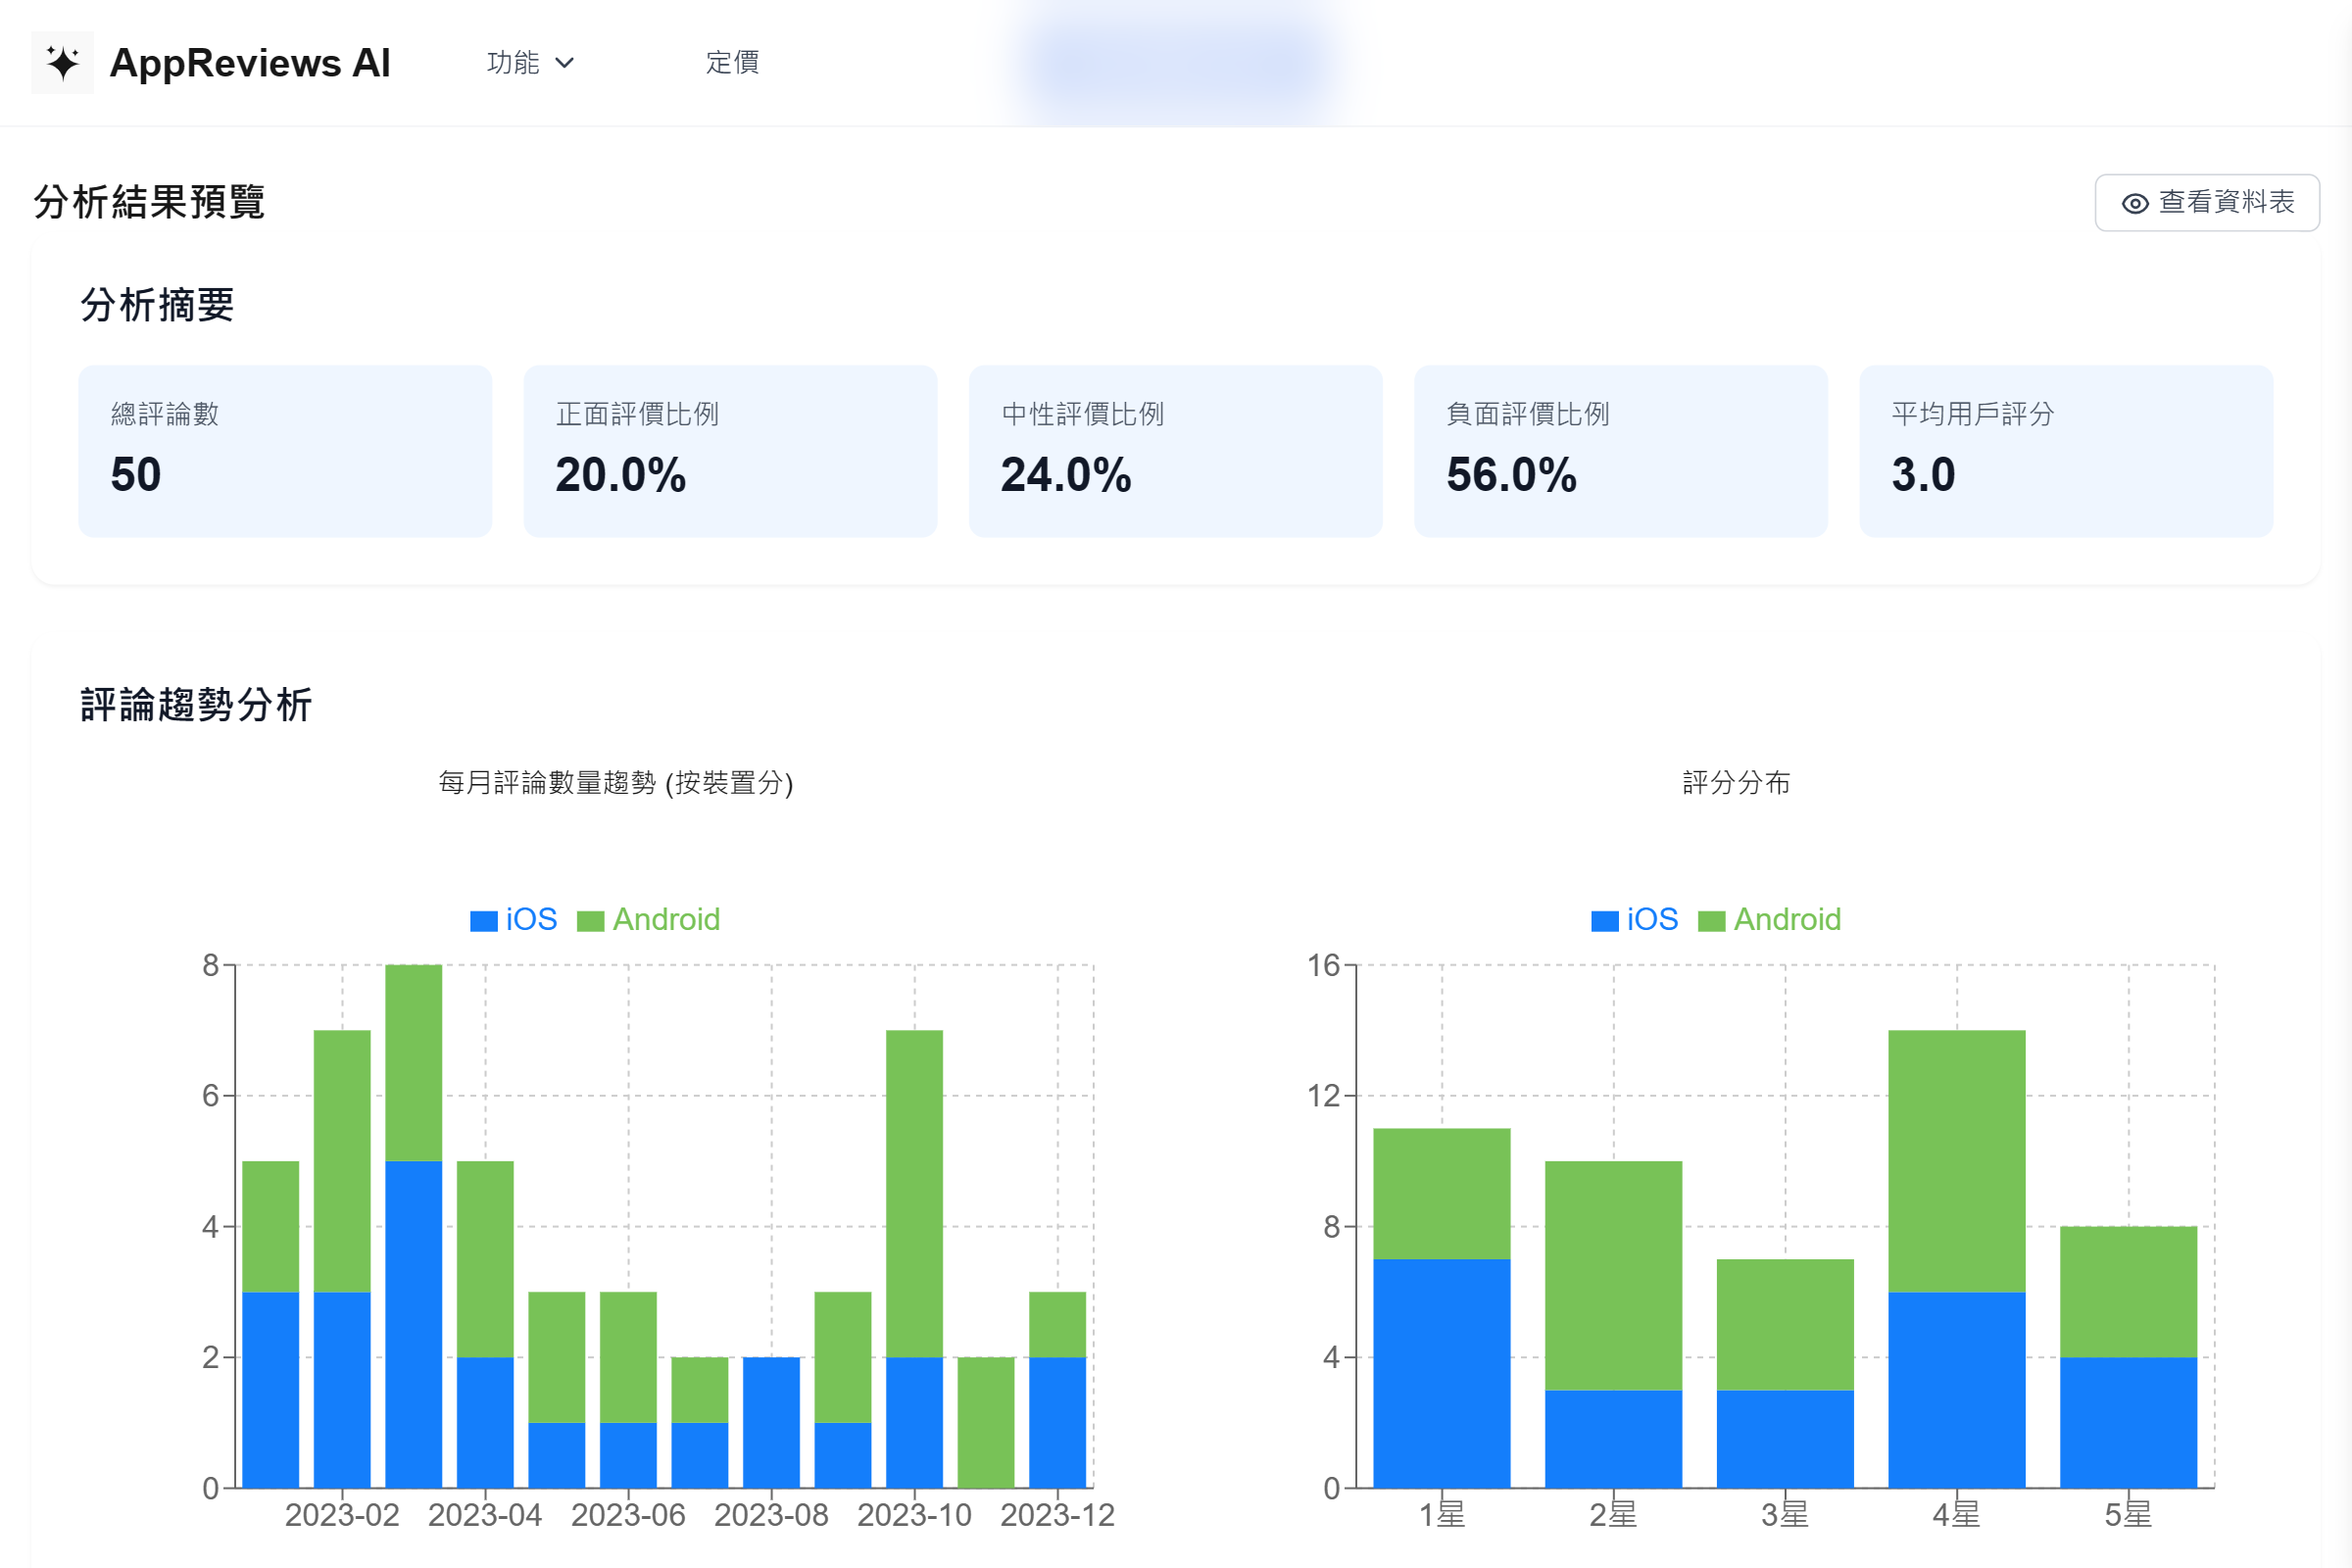 AppReviews AI
功能
定價
分析結果預覽
查看資料表
分析摘要
總評論數
50
正面評價比例
20.0%
中性評價比例
24.0%
負面評價比例
56.0%
平均用戶評分
3.0
評論趨勢分析
每月評論數量趨勢 (按裝置分)
iOS Android
8
6
4
2
0
2023-02 2023-04 2023-06 2023-08 2023-10 2023-12
評分分布
iOS Android
16
12
8
4
0
1星 2星 3星 4星 5星